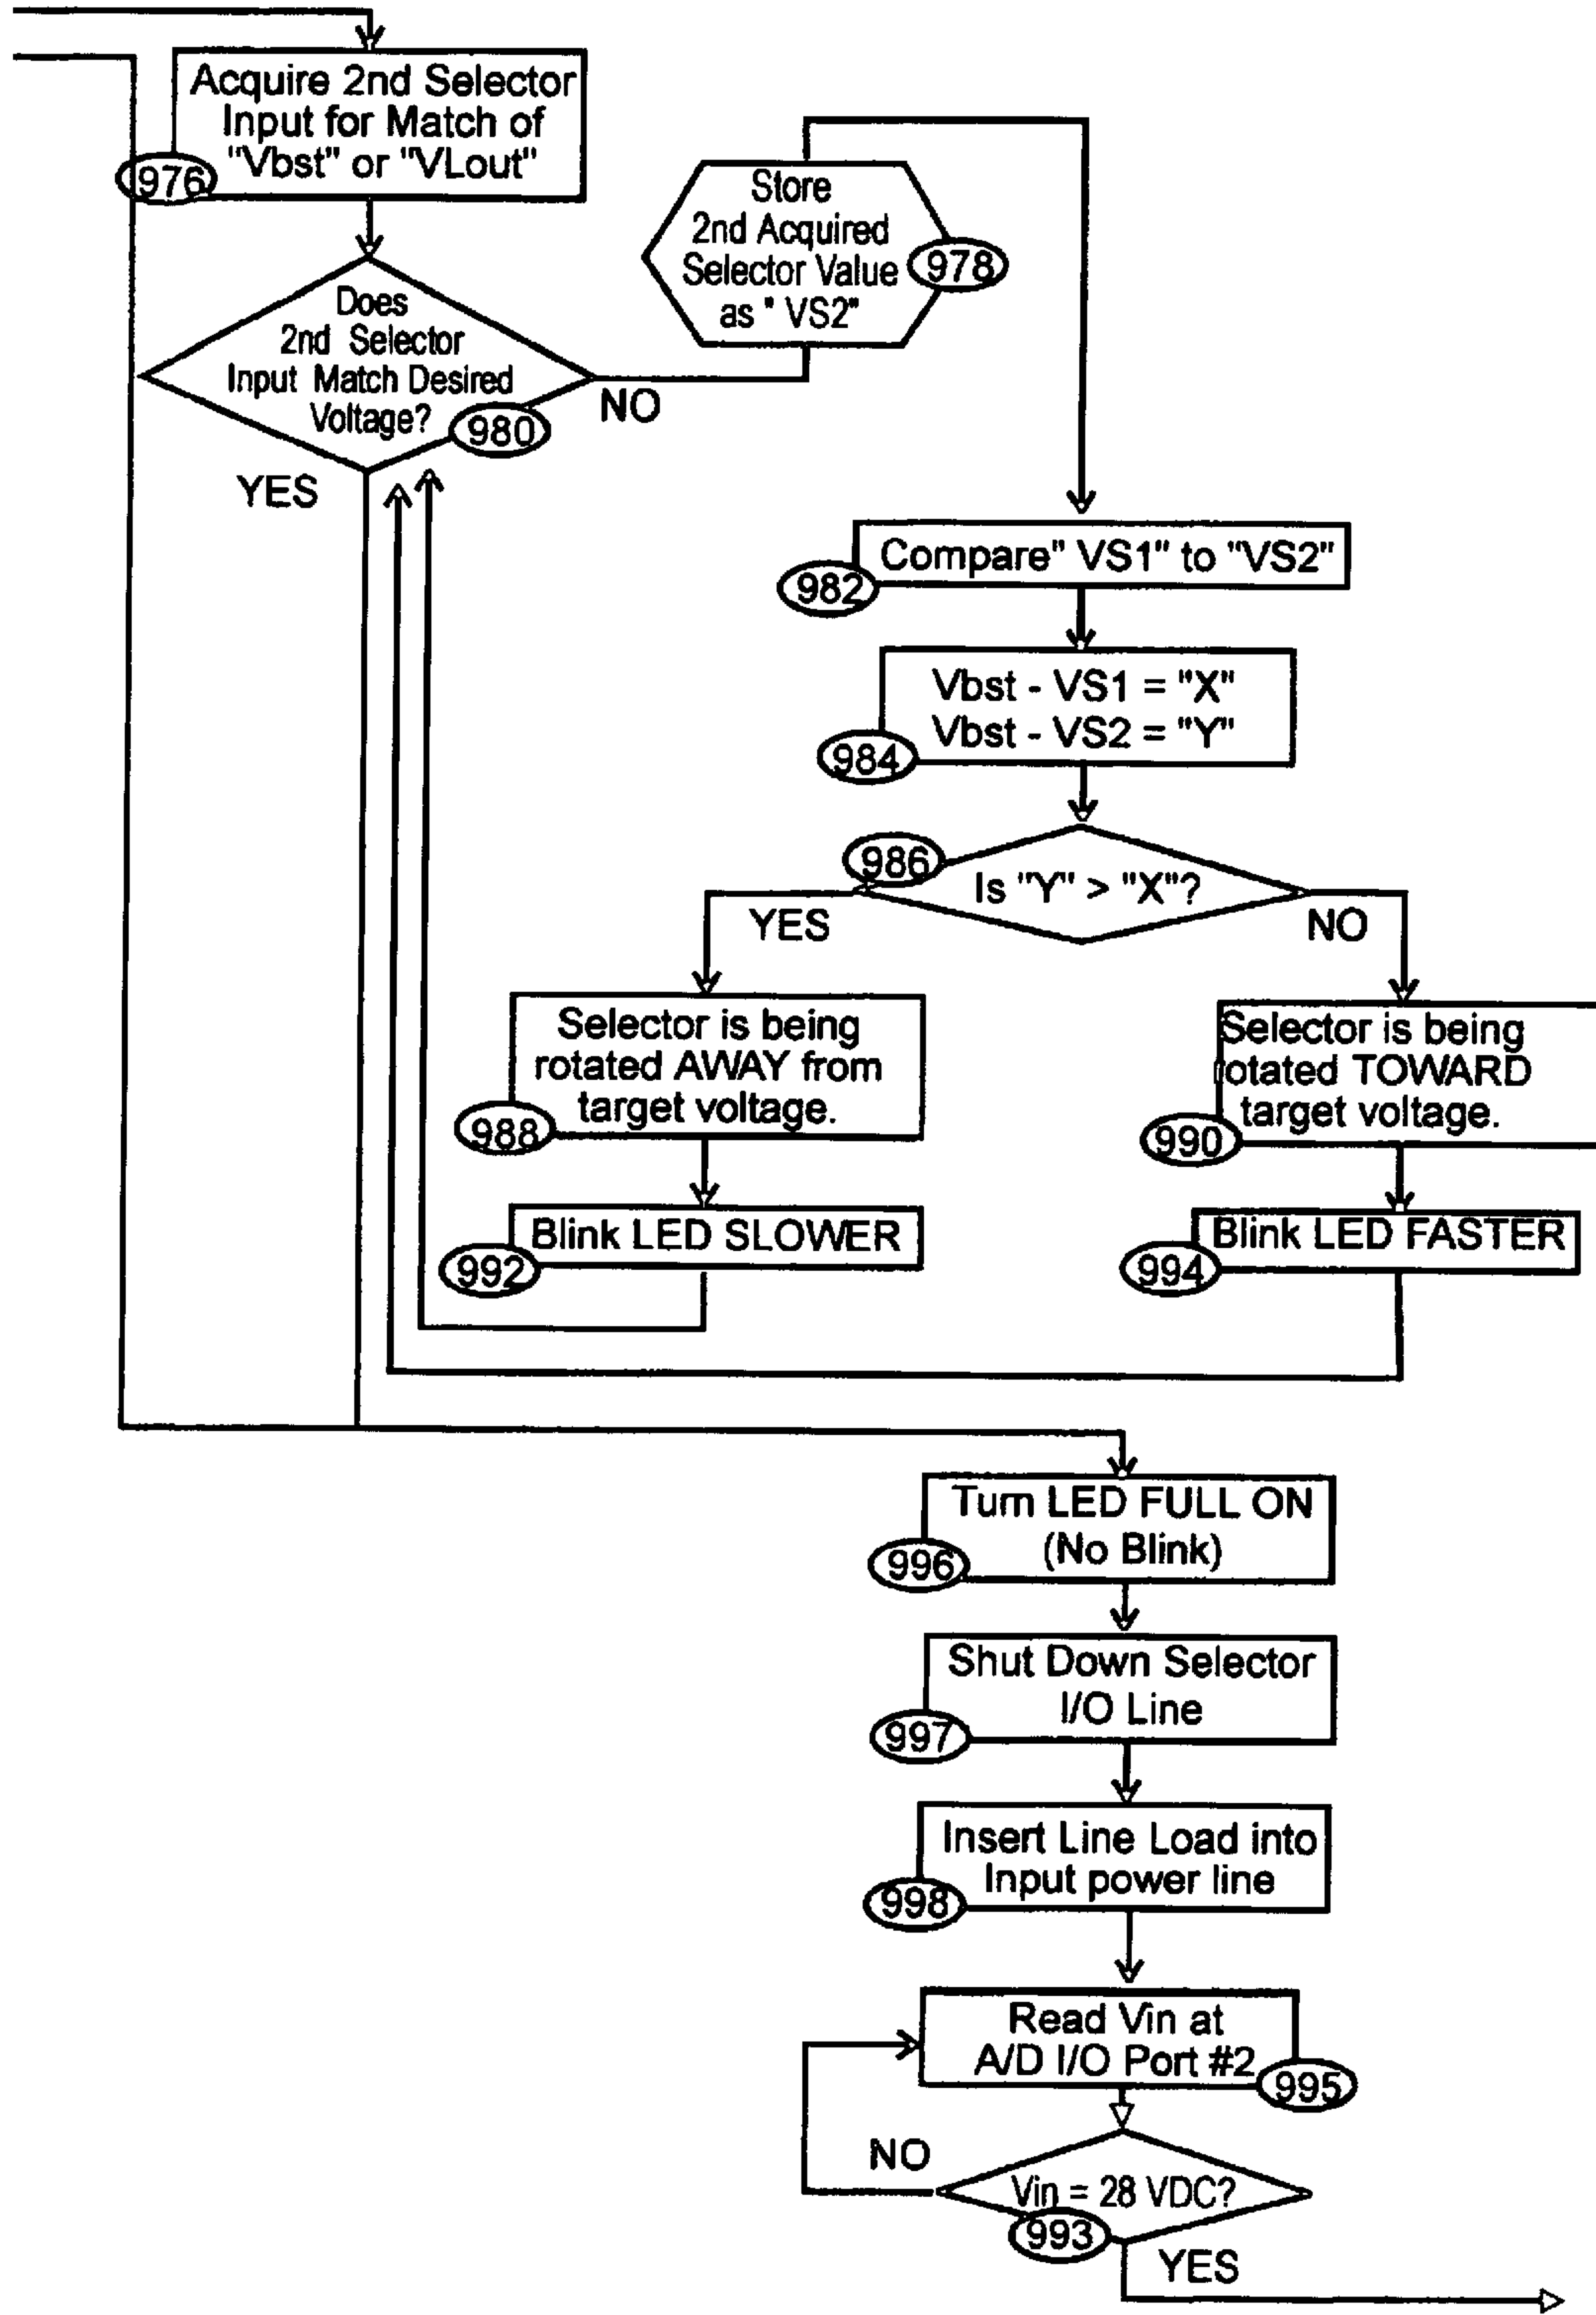 Acquire 2nd Selector
Input for Match of
"Vbst" or "VLout"
976
Does
2nd Selector
Input Match Desired
Voltage?
980
NO
YES
Store
2nd Acquired
Selector Value
as " VS2"
978
Compare" VS1" to "VS2"
982
Vbst - VS1 = "X"
Vbst - VS2 = "Y"
984
986
Is "Y" > "X"?
YES
NO
Selector is being
rotated AWAY from
target voltage.
988
Selector is being
otated TOWARD
target voltage.
990
Blink LED SLOWER
992
Blink LED FASTER
994
Turn LED FULL ON
(No Blink)
996
Shut Down Selector
I/O Line
997
Insert Line Load into
Input power line
998
Read Vin at
A/D I/O Port #2
995
NO
Vin = 28 VDC?
993
YES